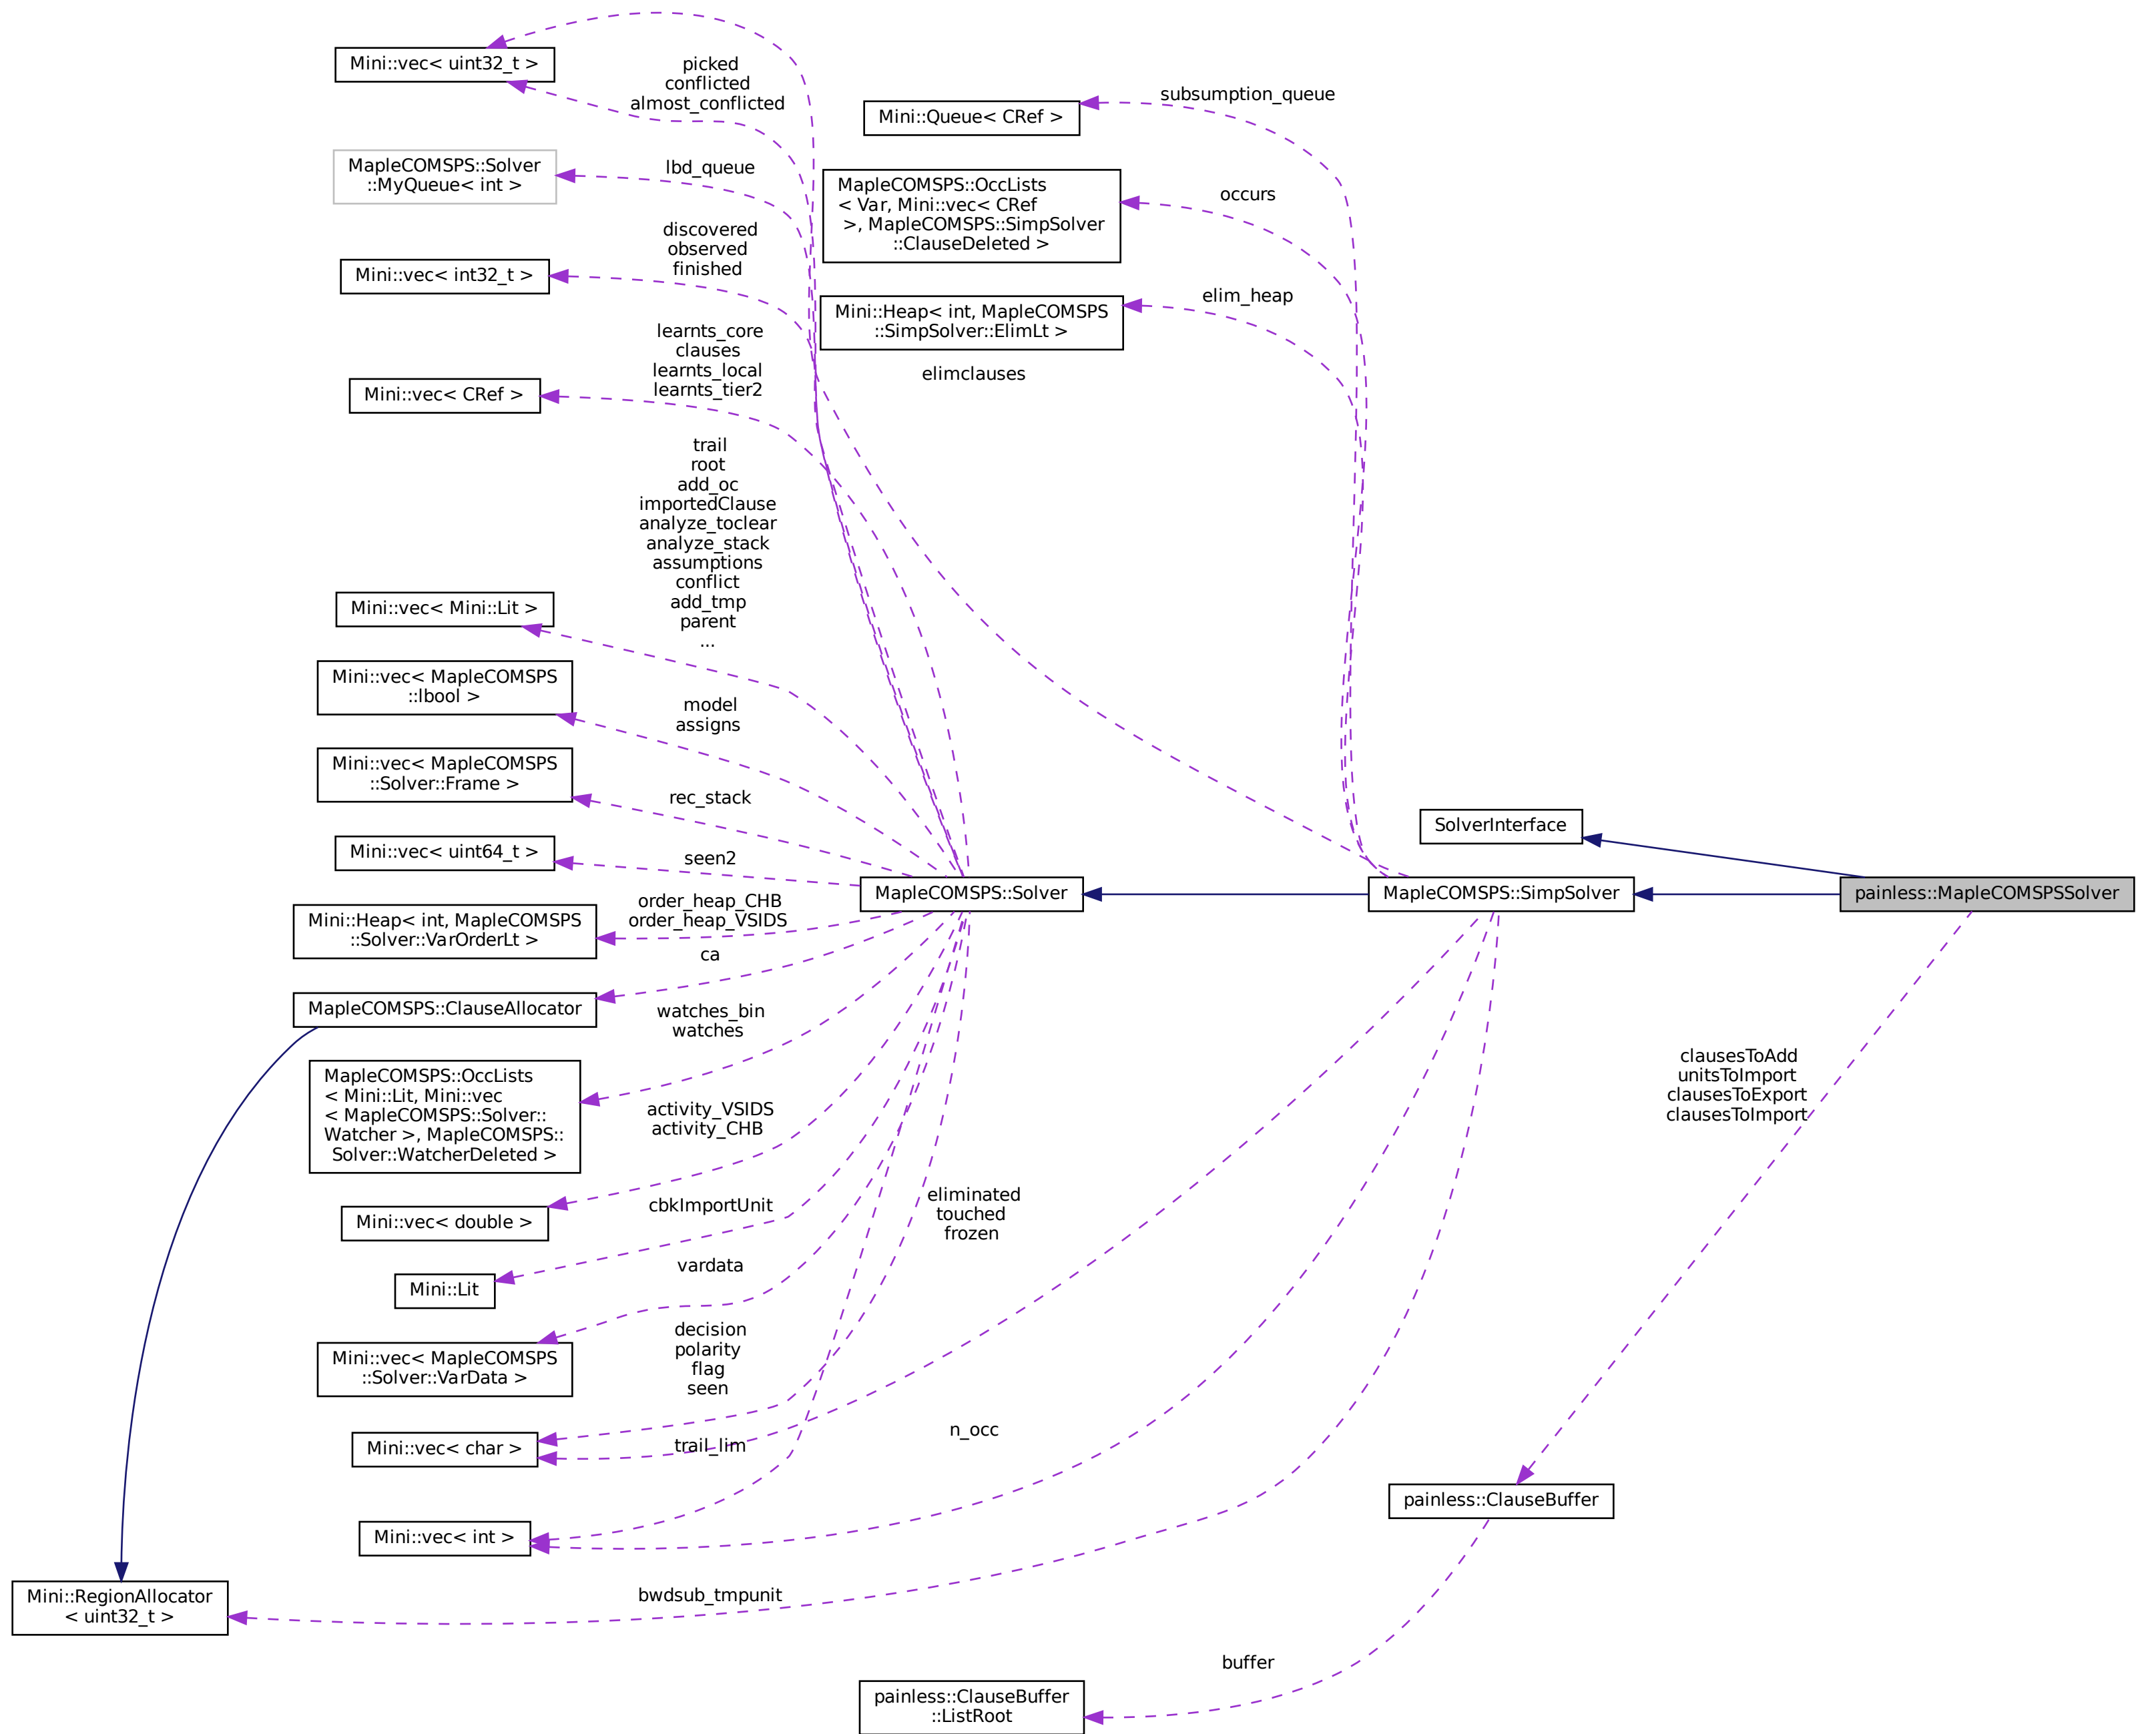 Mini::vec< uint32_t >
picked
conflicted
almost_conflicted
Mini::Queue< CRef >
subsumption_queue
MapleCOMSPS::Solver
::MyQueue< int >
lbd_queue
MapleCOMSPS::OccLists
< Var, Mini::vec< CRef
>, MapleCOMSPS::SimpSolver
::ClauseDeleted >
occurs
Mini::vec< int32_t >
discovered
observed
finished
Mini::Heap< int, MapleCOMSPS
::SimpSolver::ElimLt >
elim_heap
Mini::vec< CRef >
learnts_core
clauses
learnts_local
learnts_tier2
elimclauses
trail
root
add_oc
importedClause
analyze_toclear
analyze_stack
assumptions
conflict
add_tmp
parent
...
Mini::vec< Mini::Lit >
Mini::vec< MapleCOMSPS
::lbool >
model
assigns
Mini::vec< MapleCOMSPS
::Solver::Frame >
rec_stack
SolverInterface
Mini::vec< uint64_t >
seen2
MapleCOMSPS::Solver
MapleCOMSPS::SimpSolver
painless::MapleCOMSPSSolver
Mini::Heap< int, MapleCOMSPS
::Solver::VarOrderLt >
order_heap_CHB
order_heap_VSIDS
ca
MapleCOMSPS::ClauseAllocator
MapleCOMSPS::OccLists
< Mini::Lit, Mini::vec
< MapleCOMSPS::Solver::
Watcher >, MapleCOMSPS::
Solver::WatcherDeleted >
watches_bin
watches
clausesToAdd
unitsToImport
clausesToExport
clausesToImport
activity_VSIDS
activity_CHB
Mini::vec< double >
cbkImportUnit
eliminated
touched
frozen
Mini::Lit
vardata
Mini::vec< MapleCOMSPS
::Solver::VarData >
decision
polarity
flag
seen
Mini::vec< char >
trail_lim
n_occ
painless::ClauseBuffer
Mini::vec< int >
Mini::RegionAllocator
< uint32_t >
bwdsub_tmpunit
buffer
painless::ClauseBuffer
::ListRoot